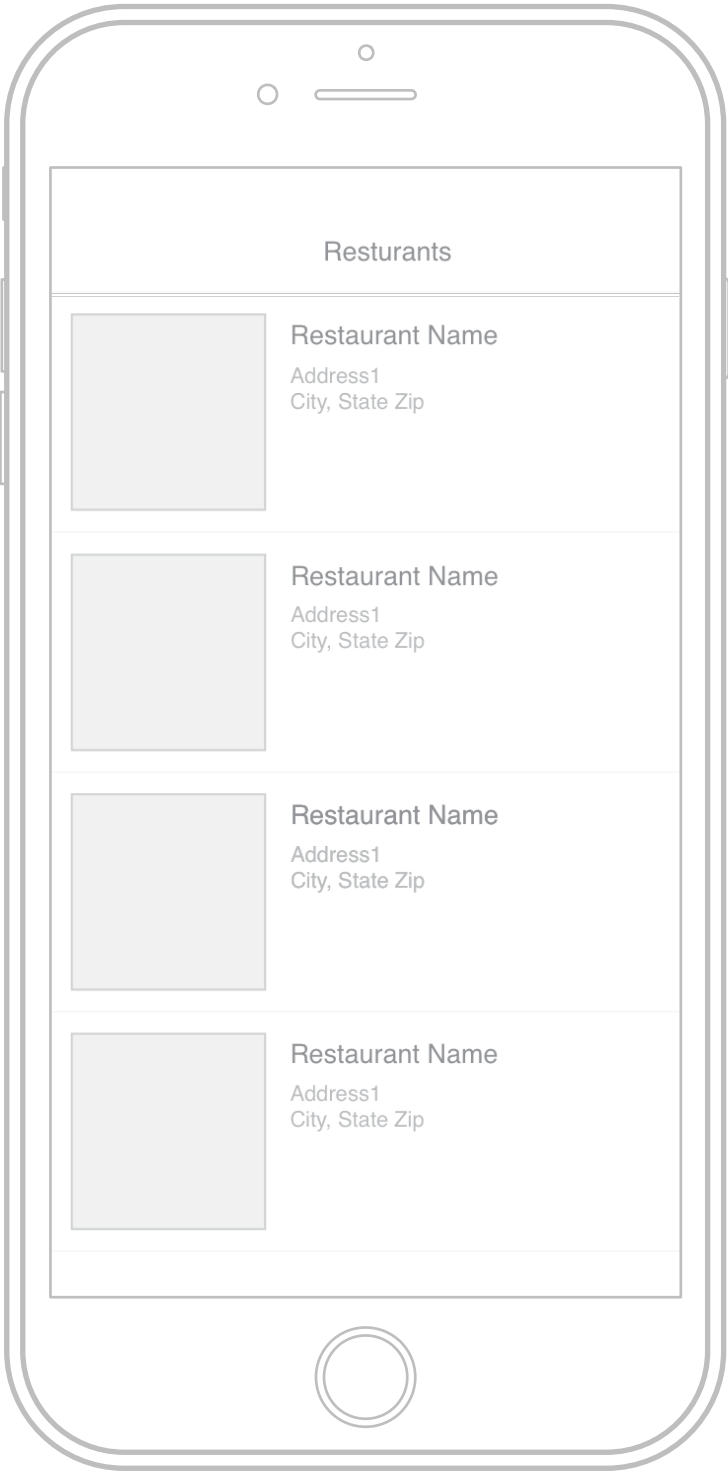 Resturants
Restaurant Name
Address1
City, State Zip
Restaurant Name
Address1
City, State Zip
Restaurant Name
Address1
City, State Zip
Restaurant Name
Address1
City, State Zip